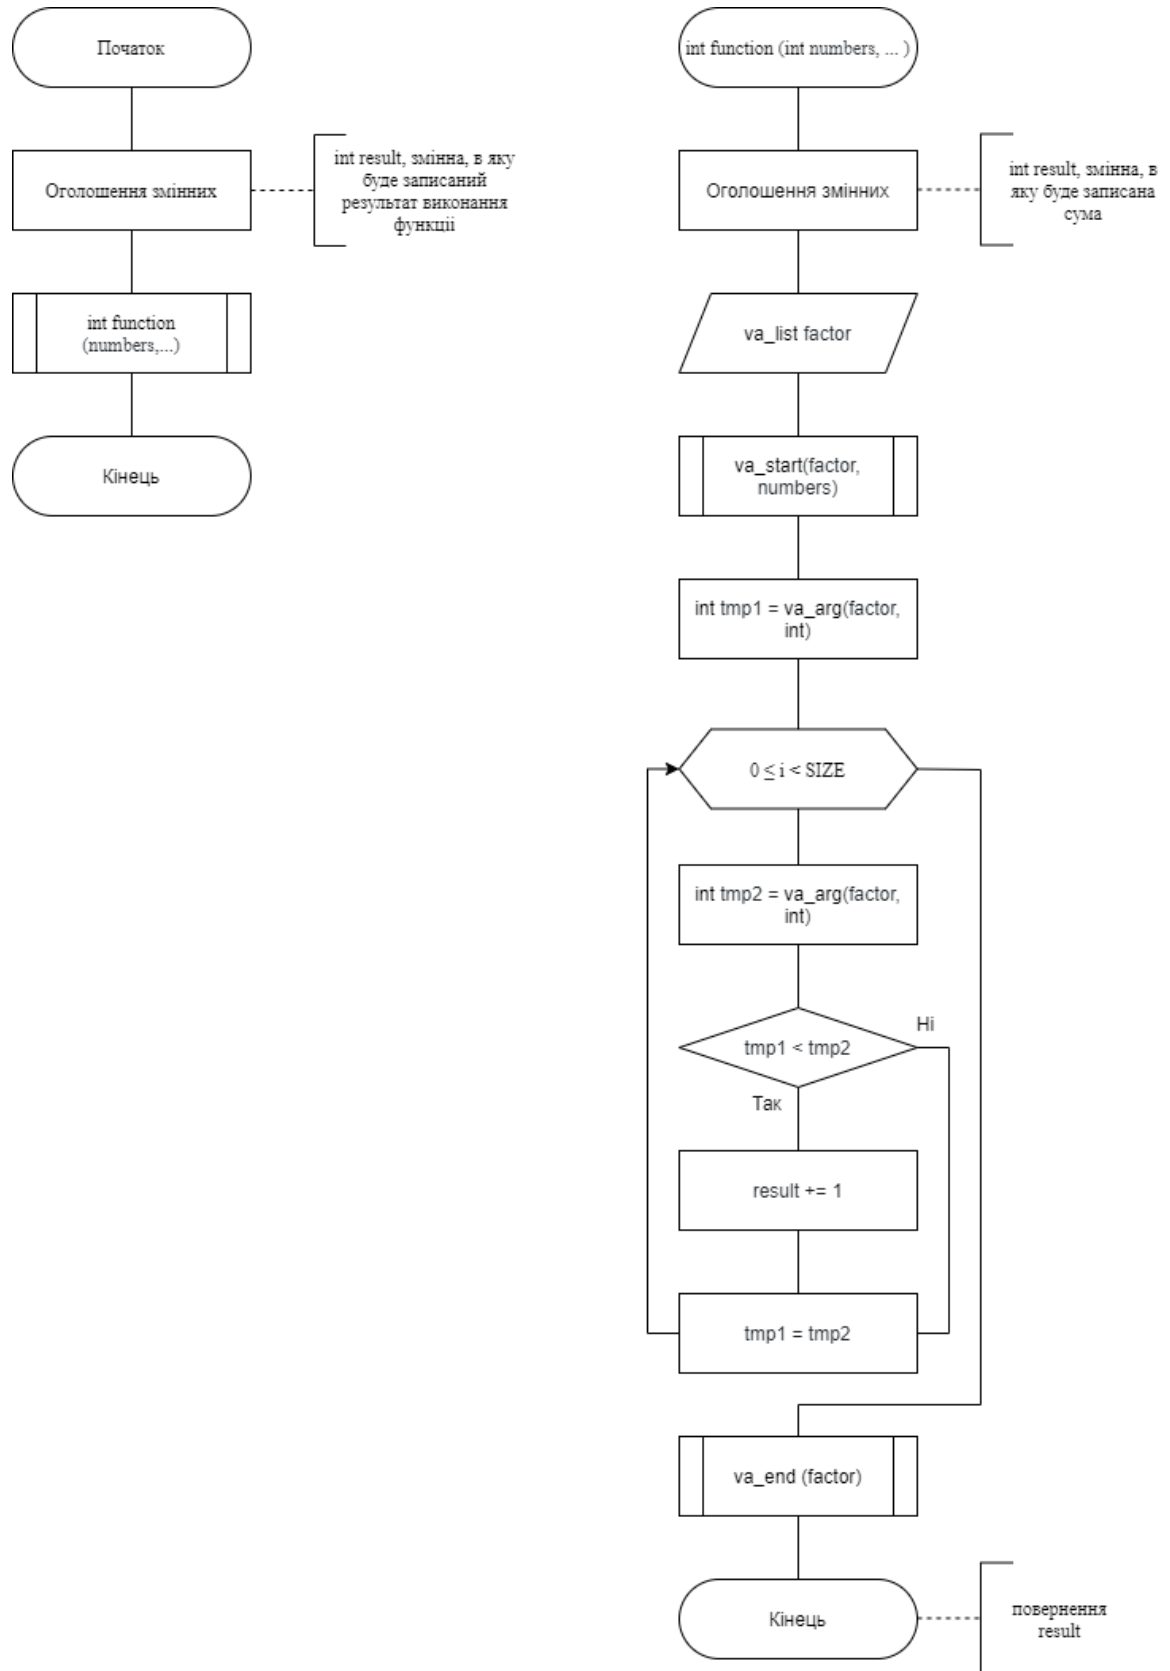 Початок
Оголошення змінних
int result, змінна, в яку
буде записаний
результат виконання
функції
int function
(numbers,...)
Кінець
int function (int numbers, ... )
Оголошення змінних
int result, змінна, в
яку буде записана
сума
va_list factor
va_start(factor,
numbers)
int tmp1 = va_arg(factor,
int)
0 ≤ i < SIZE
int tmp2 = va_arg(factor,
int)
tmp1 < tmp2
Ні
Так
result += 1
tmp1 = tmp2
va_end (factor)
Кінець
повернення
result